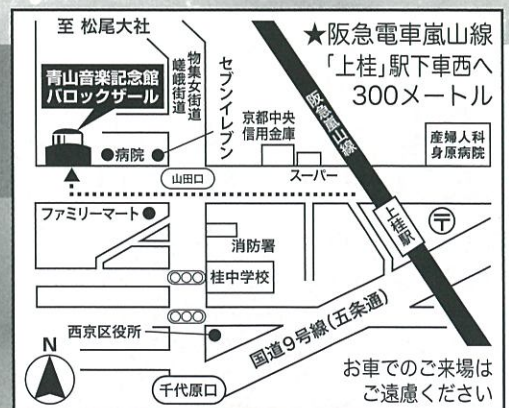 至 松尾大社
★阪急電車嵐山線
「上桂」駅下車西へ
300メートル
青山音楽記念館
バロックザール
物集女街道
嵯峨街道
セブンイレブン
阪急嵐山線
京都中央
信用金庫
産婦人科
身原病院
病院
スーパー
山田口
ファミリーマート
消防署
上桂駅
〒
桂中学校
西京区役所
国道9号線(五条通)
N
千代原口
お車でのご来場は
ご遠慮ください